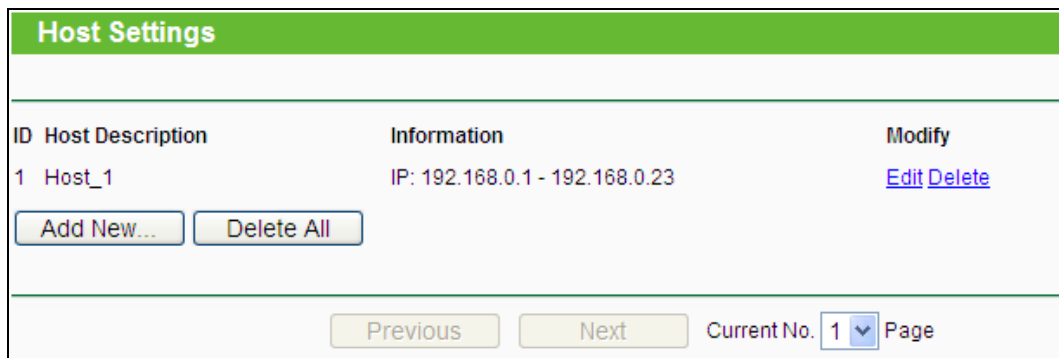 Host Settings
ID Host Description Information Modify
1 Host_1 IP: 192.168.0.1 - 192.168.0.23 Edit Delete
Add New... Delete All
Previous Next Current No. 1 Page